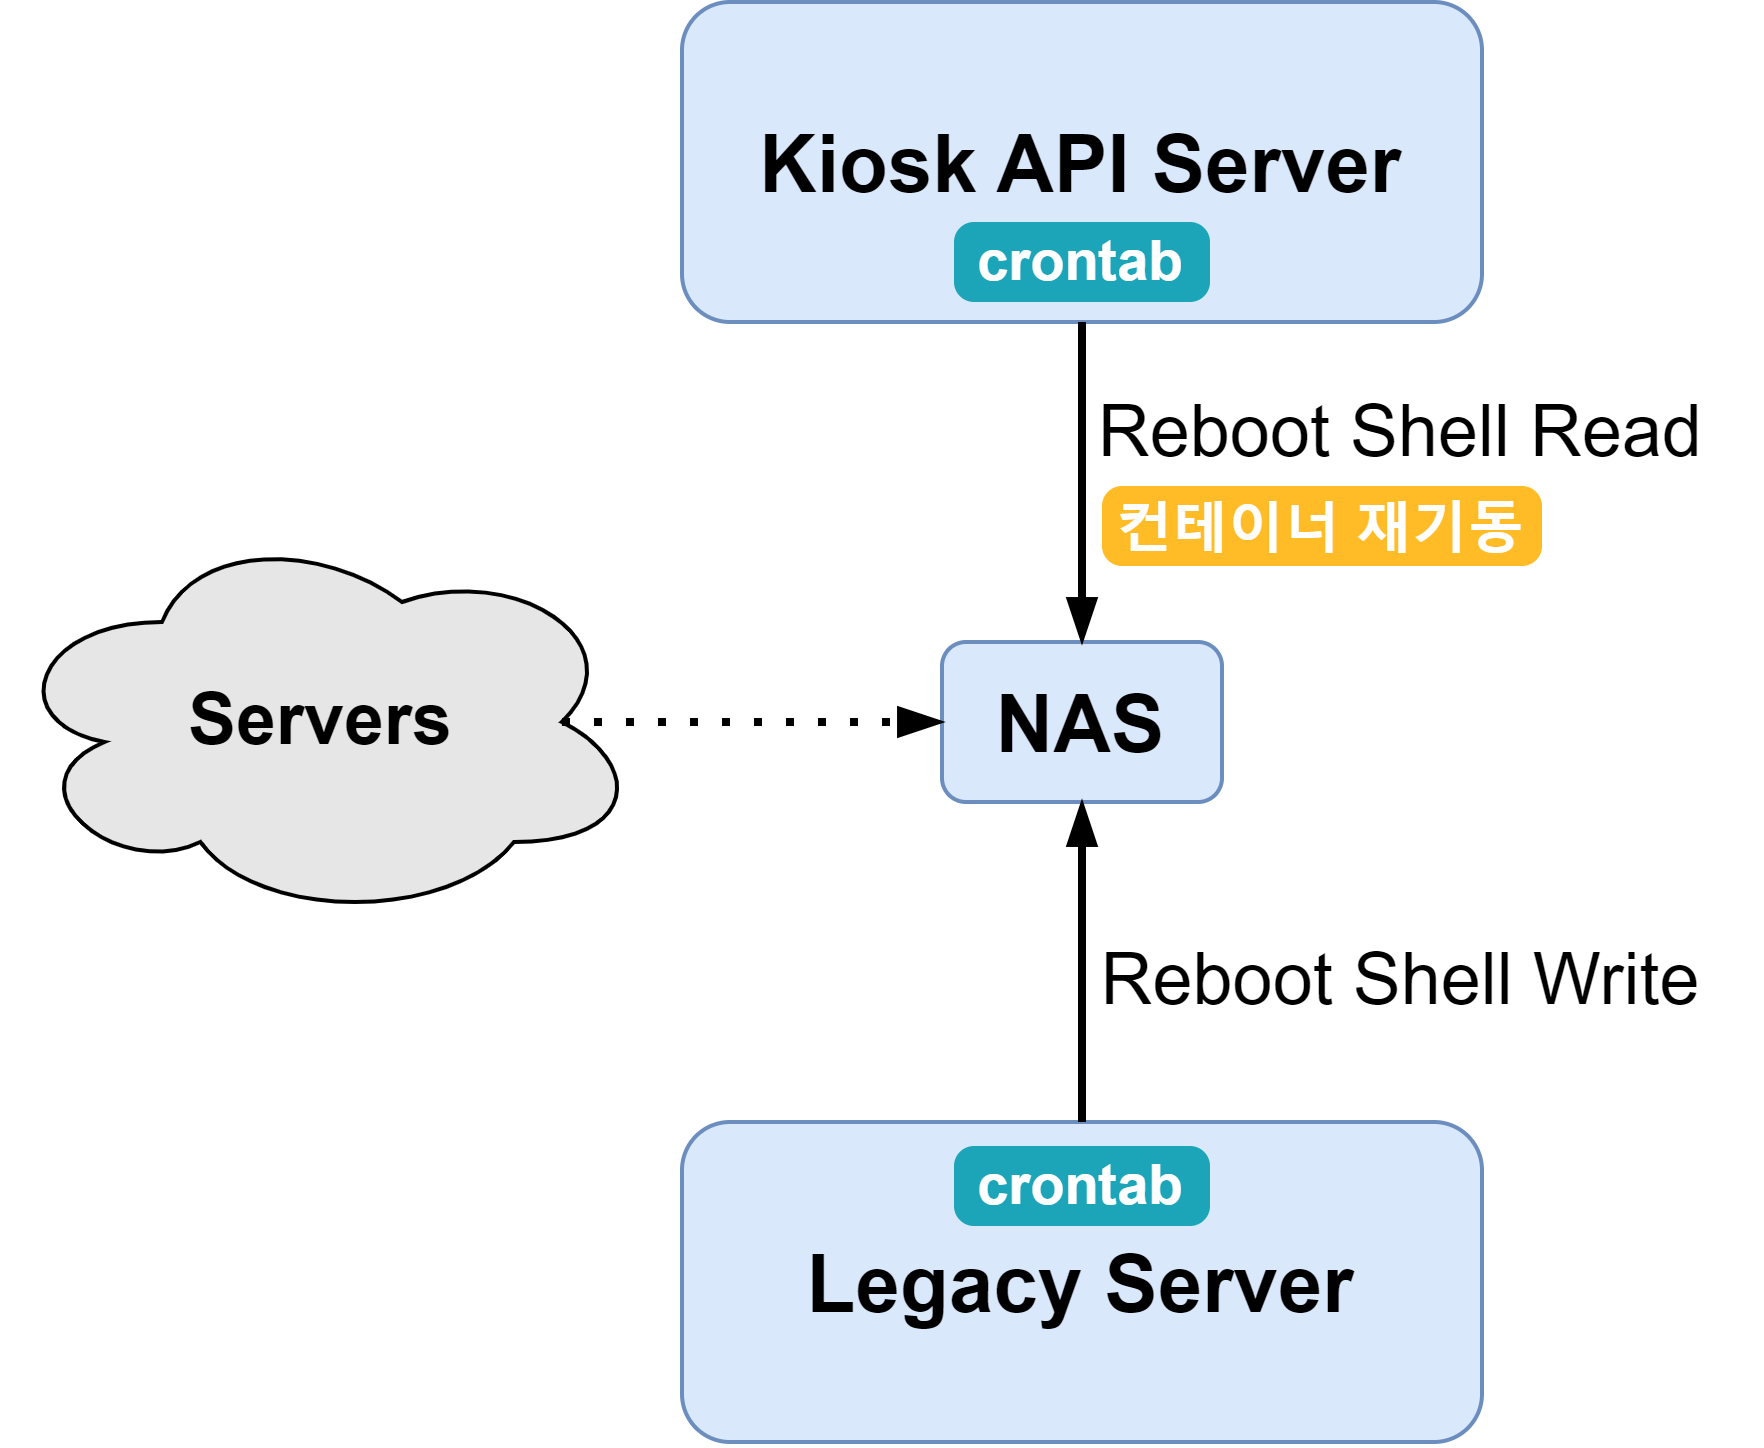 Kiosk API Server
crontab
Reboot Shell Read
컨테이너 재기동
Servers
NAS
Reboot Shell Write
crontab
Legacy Server